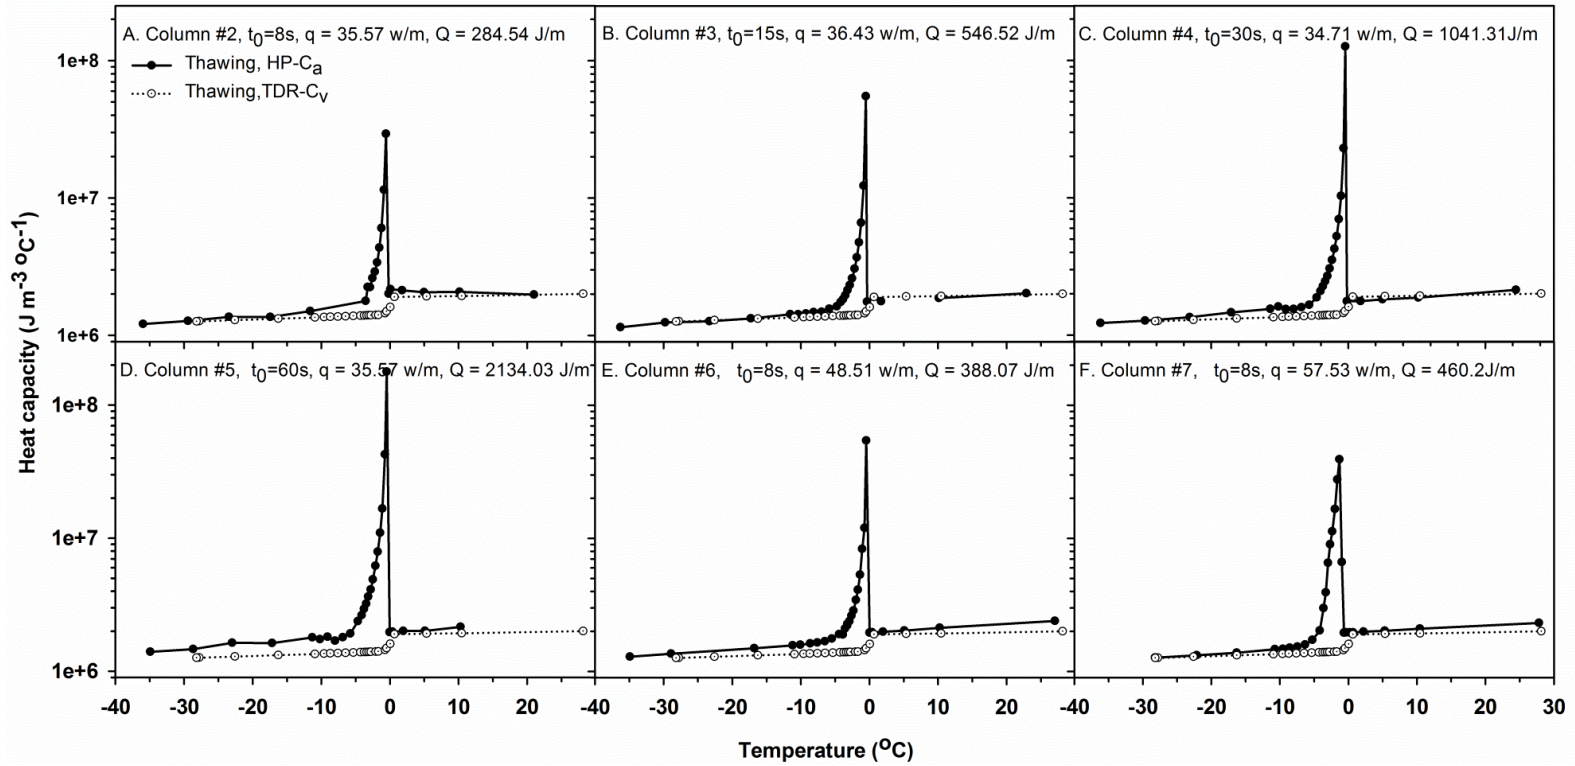 A. Column #2, t0=8s, q = 35.57 w/m, Q = 284.54 J/m
Thawing, HP-Ca
Thawing,TDR-Cv
B. Column #3, t0=15s, q = 36.43 w/m, Q = 546.52 J/m
C. Column #4, t0=30s, q = 34.71 w/m, Q = 1041.31J/m
1e+8
1e+7
1e+6
D. Column #5, t0=60s, q = 35.57 w/m, Q = 2134.03 J/m
E. Column #6, t0=8s, q = 48.51 w/m, Q = 388.07 J/m
F. Column #7, t0=8s, q = 57.53 w/m, Q = 460.2J/m
1e+8
1e+7
1e+6
Heat capacity (J m-3 oC-1)
-40 -30 -20 -10 0 10 20 -40 -30 -20 -10 0 10 20 -40 -30 -20 -10 0 10 20 30
Temperature (oC)